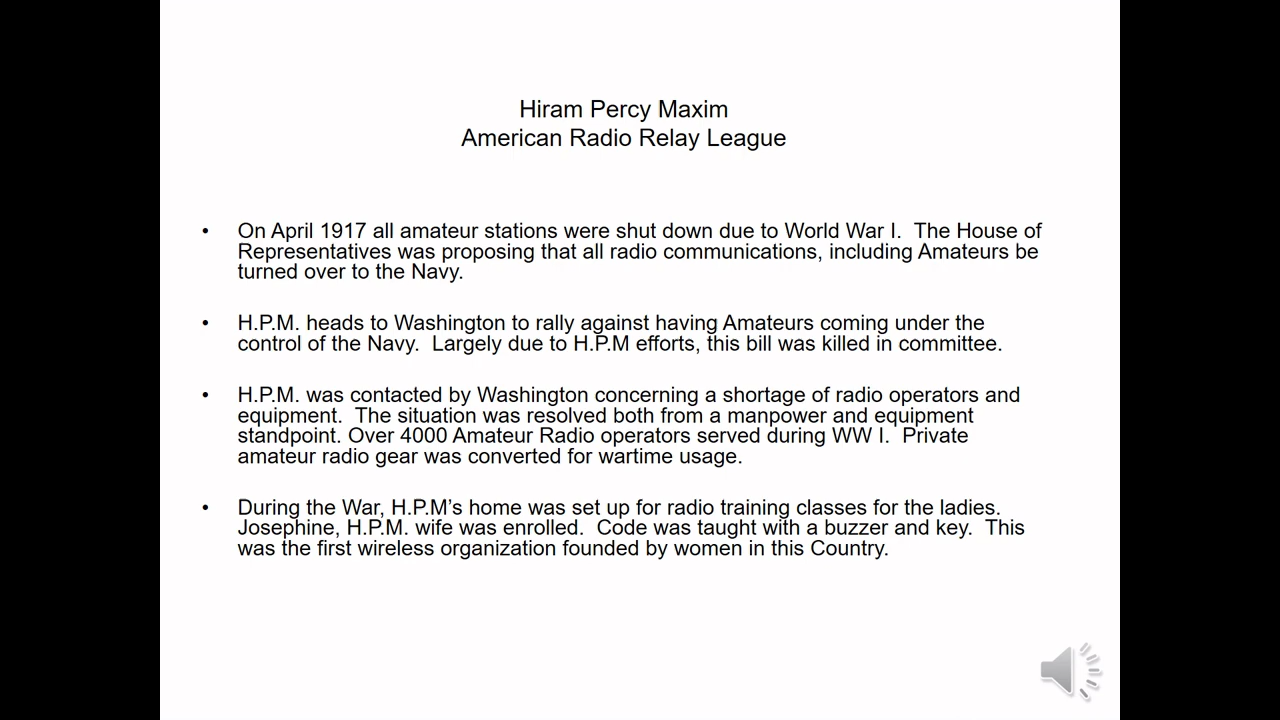 Hiram Percy Maxim
American Radio Relay League
• On April 1917 all amateur stations were shut down due to World War I.  The House of
Representatives was proposing that all radio communications, including Amateurs be
turned over to the Navy.
• H.P.M. heads to Washington to rally against having Amateurs coming under the
control of the Navy.  Largely due to H.P.M efforts, this bill was killed in committee.
• H.P.M. was contacted by Washington concerning a shortage of radio operators and
equipment.  The situation was resolved both from a manpower and equipment
standpoint. Over 4000 Amateur Radio operators served during WW I.  Private
amateur radio gear was converted for wartime usage.
• During the War, H.P.M’s home was set up for radio training classes for the ladies.
Josephine, H.P.M. wife was enrolled.  Code was taught with a buzzer and key.  This
was the first wireless organization founded by women in this Country.